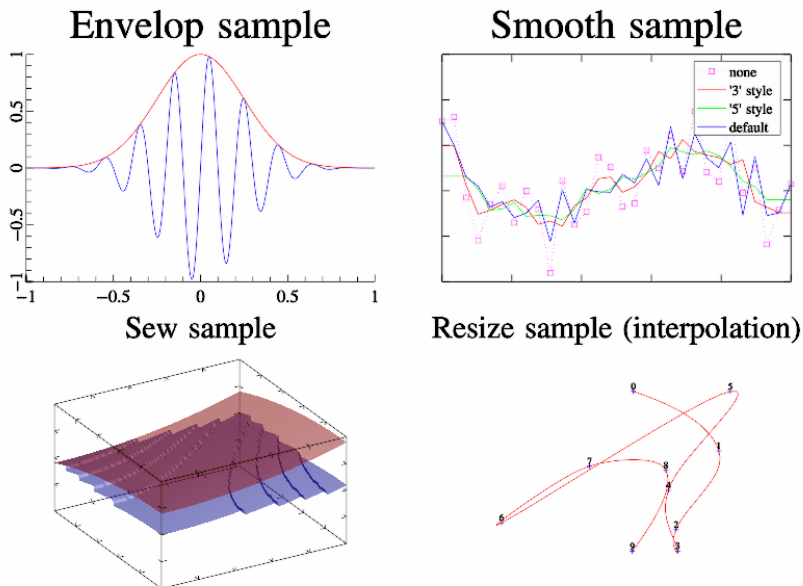 Envelop sample
Smooth sample
1
0.5
0
−0.5
−1
−1
−0.5
0
0.5
1
none
'3' style
'5' style
default
Sew sample
Resize sample (interpolation)
0
5
1
7
8
4
6
2
9
3